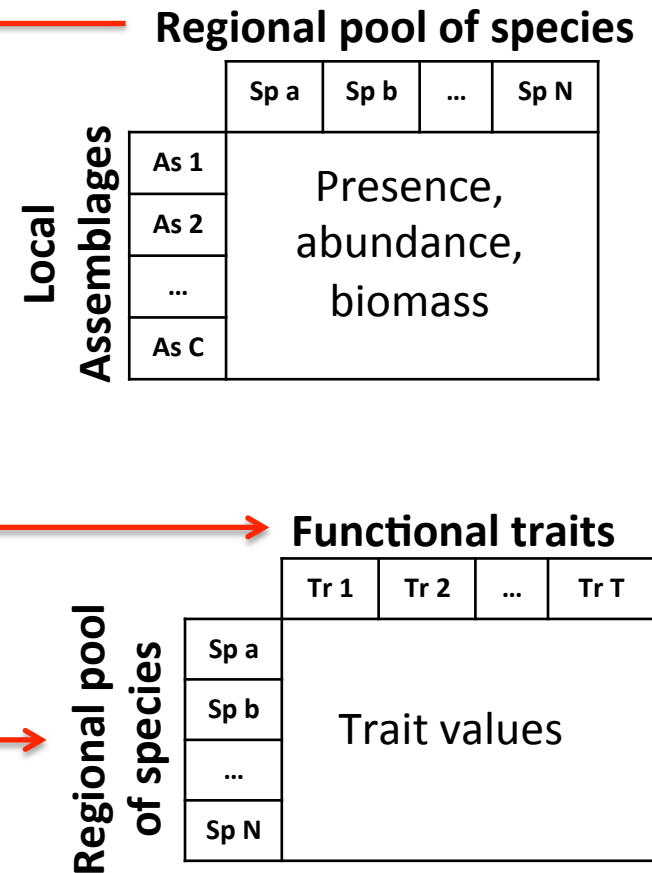 Regional pool of species
Sp a Sp b ... Sp N
Local
Assemblages
As 1
As 2
...
As C
Presence,
abundance,
biomass
Functional traits
Tr 1 Tr 2 ... Tr T
Regional pool
of species
Sp a
Sp b
...
Sp N
Trait values